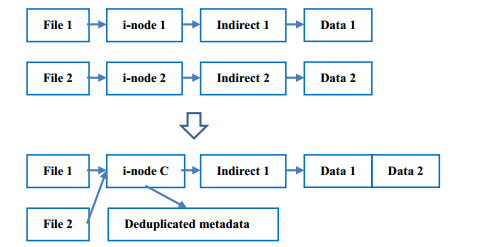 File 1 i-node 1 Indirect 1 Data 1
File 2 i-node 2 Indirect 2 Data 2
File 1 i-node C Indirect 1 Data 1 Data 2
File 2 Deduplicated metadata